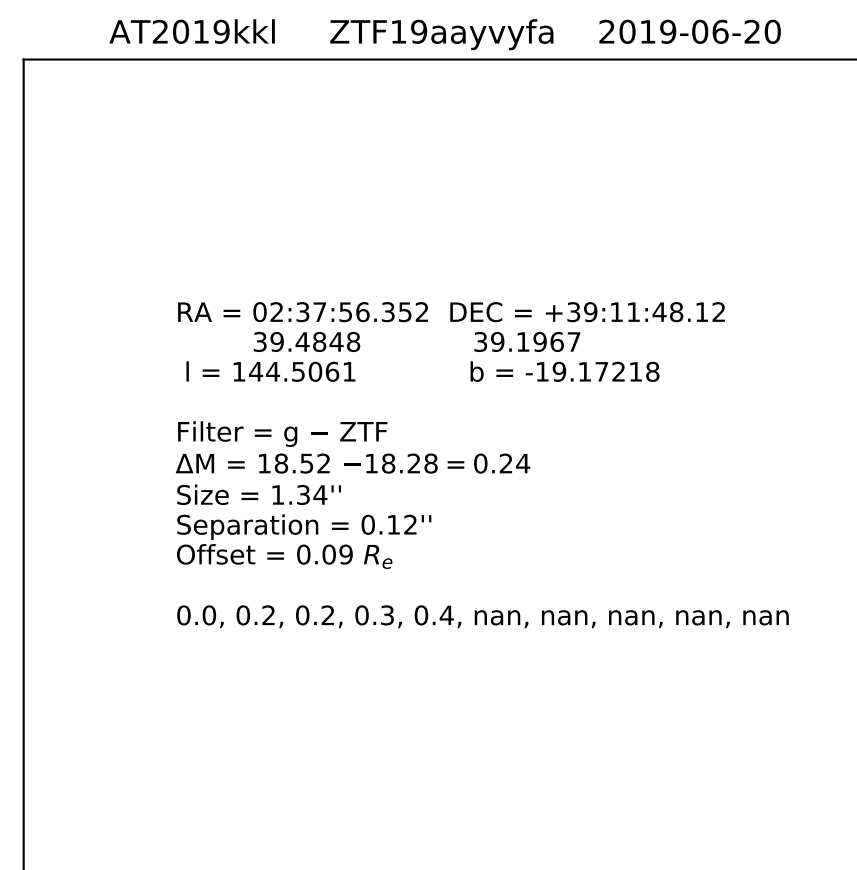 AT2019kkl ZTF19aayvyfa 2019-06-20
RA = 02:37:56.352 DEC = +39:11:48.12
39.4848 39.1967
l = 144.5061 b = -19.17218
Filter = g − ZTF
ΔM = 18.52 −18.28 = 0.24
Size = 1.34''
Separation = 0.12''
Offset = 0.09 Re
0.0, 0.2, 0.2, 0.3, 0.4, nan, nan, nan, nan, nan